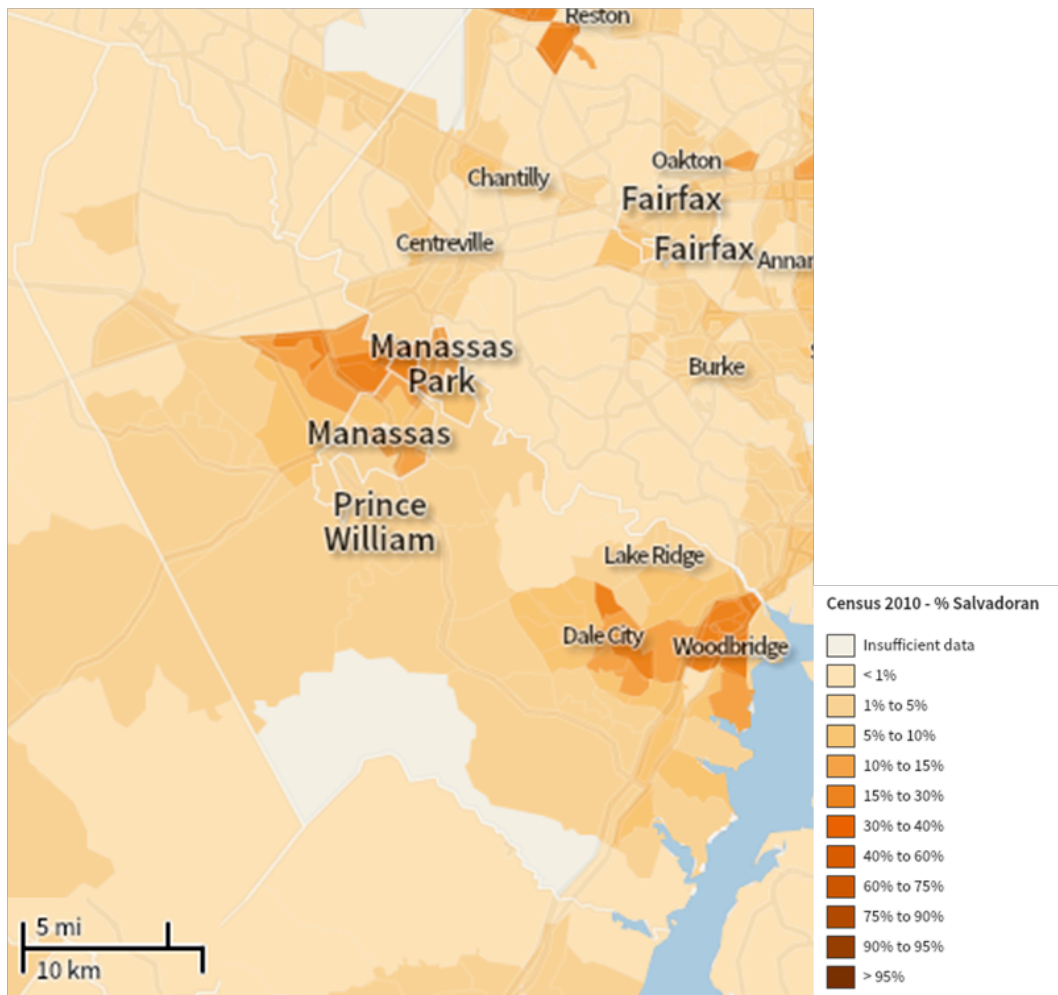 Reston
Oakton
Chantilly
Fairfax
Centreville
Fairfax
Manassas
Park
Burke
Manassas
Prince
William
Lake Ridge
Dale City
Woodbridge
5 mi
10 km
Census 2010 - % Salvadoran
Insufficient data
< 1%
1% to 5%
5% to 10%
10% to 15%
15% to 30%
30% to 40%
40% to 60%
60% to 75%
75% to 90%
90% to 95%
> 95%